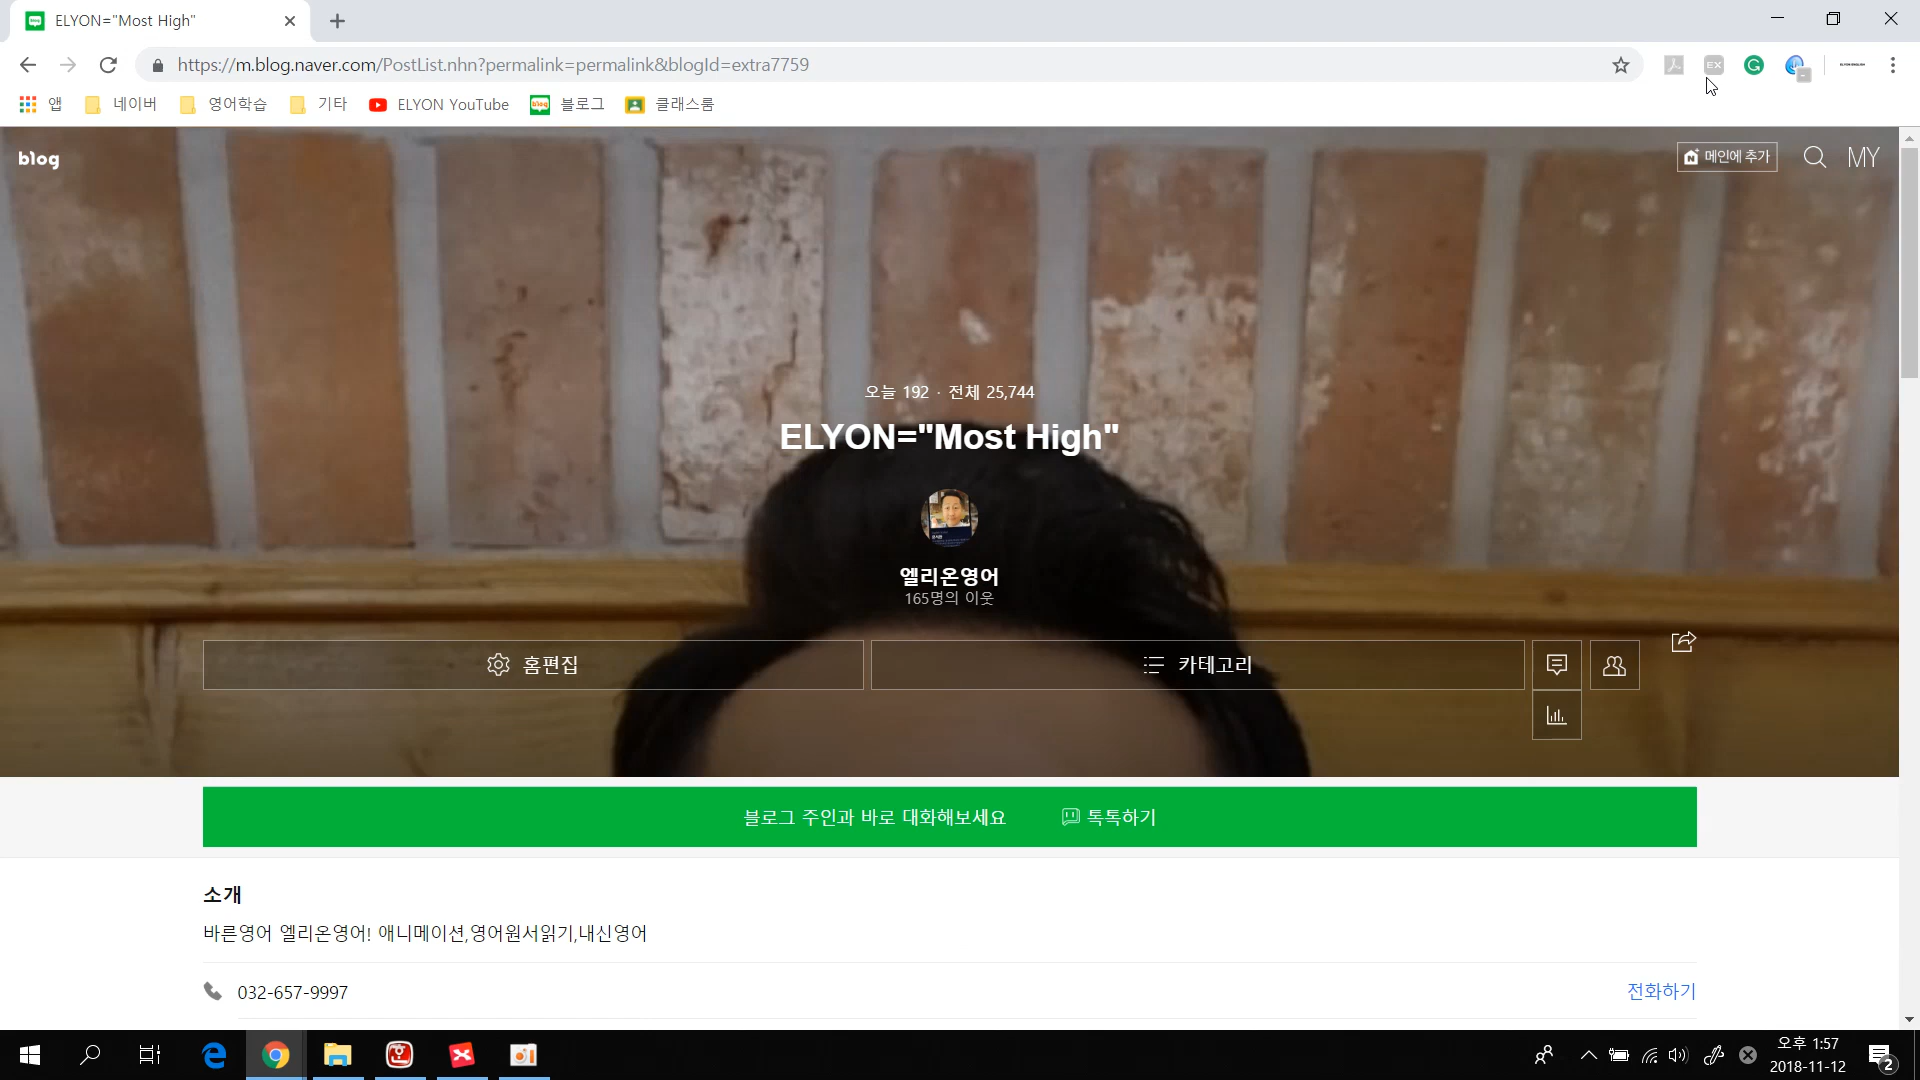 ELYON="Most High"
https://m.blog.naver.com/PostList.nhn?permalink=permalink&blogId=extra7759
앱 네이버 영어학습 기타 ELYON YouTube 블로그 클래스룸
blog
메인에 추가 MY
오늘 192 · 전체 25,744
ELYON="Most High"
엘리온영어
165명의 이웃
홈편집 카테고리
블로그 주인과 바로 대화해보세요 톡톡하기
소개
바른영어 엘리온영어! 애니메이션,영어원서읽기,내신영어
032-657-9997 전화하기
오후 1:57
2018-11-12
2